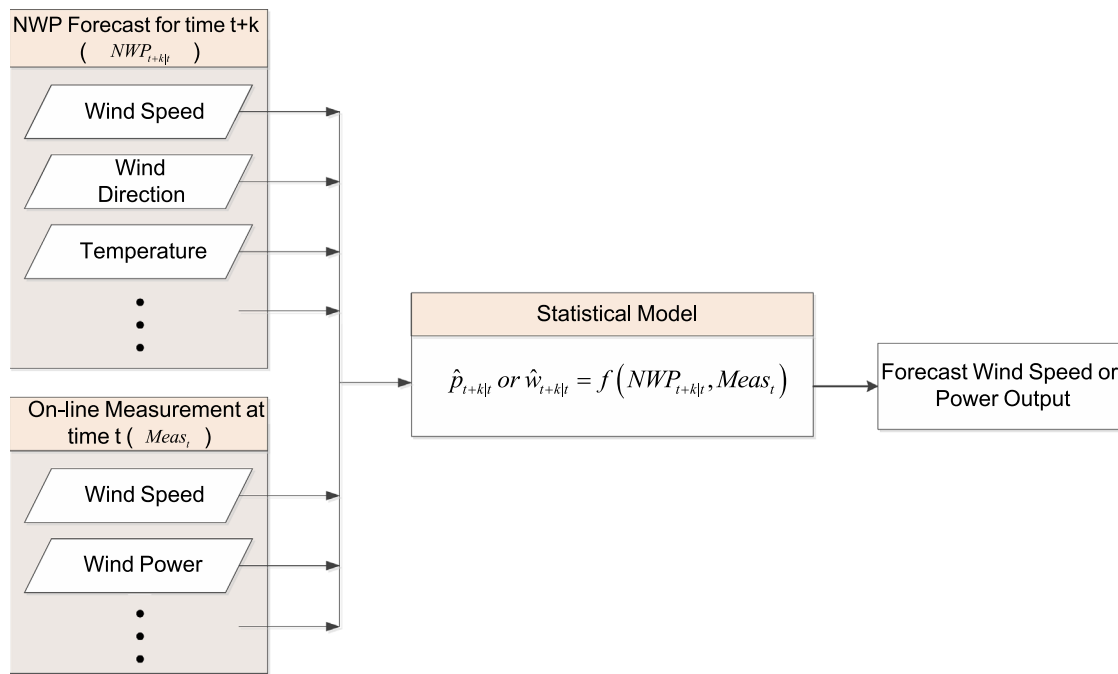 NWP Forecast for time t+k
( NWP_{t+k|t} )
Wind Speed
Wind
Direction
Temperature
On-line Measurement at
time t ( Meas_t )
Wind Speed
Wind Power
Statistical Model
p̂_{t+k|t} or ŵ_{t+k|t} = f(NWP_{t+k|t}, Meas_t)
Forecast Wind Speed or
Power Output